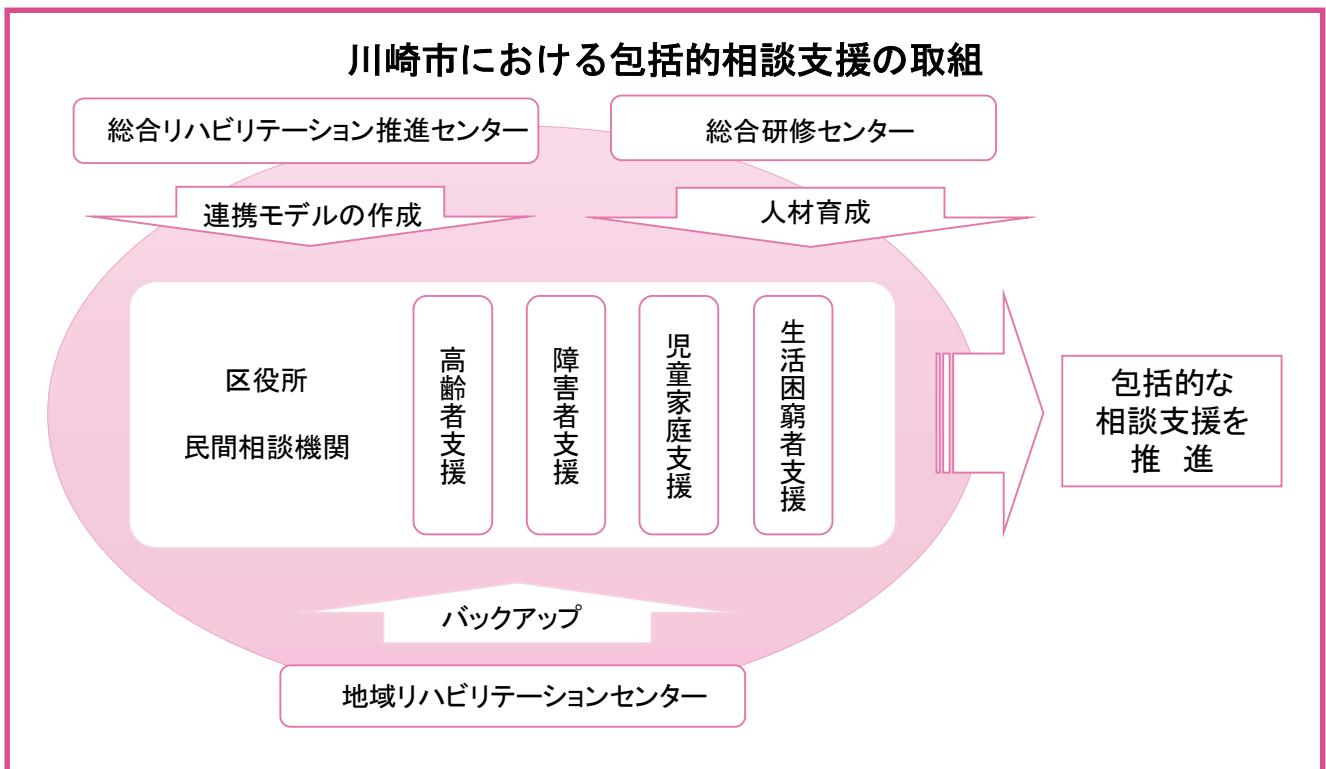 川崎市における包括的相談支援の取組
総合リハビリテーション推進センター
総合研修センター
連携モデルの作成
人材育成
区役所
民間相談機関
高齢者支援
障害者支援
児童家庭支援
生活困窮者支援
包括的な
相談支援を
推 進
バックアップ
地域リハビリテーションセンター